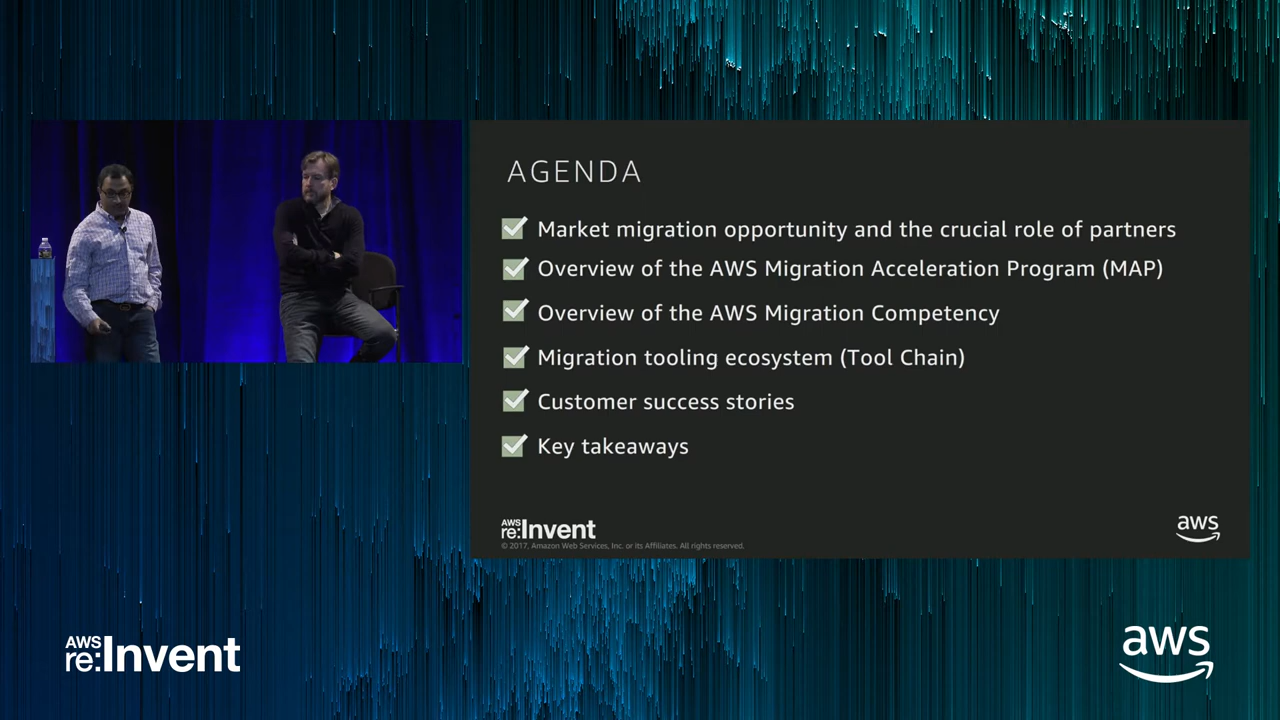 AGENDA
Market migration opportunity and the crucial role of partners
Overview of the AWS Migration Acceleration Program (MAP)
Overview of the AWS Migration Competency
Migration tooling ecosystem (Tool Chain)
Customer success stories
Key takeaways
AWS
re:Invent
© 2017, Amazon Web Services, Inc. or its Affiliates. All rights reserved.
aws
AWS
re:Invent
aws